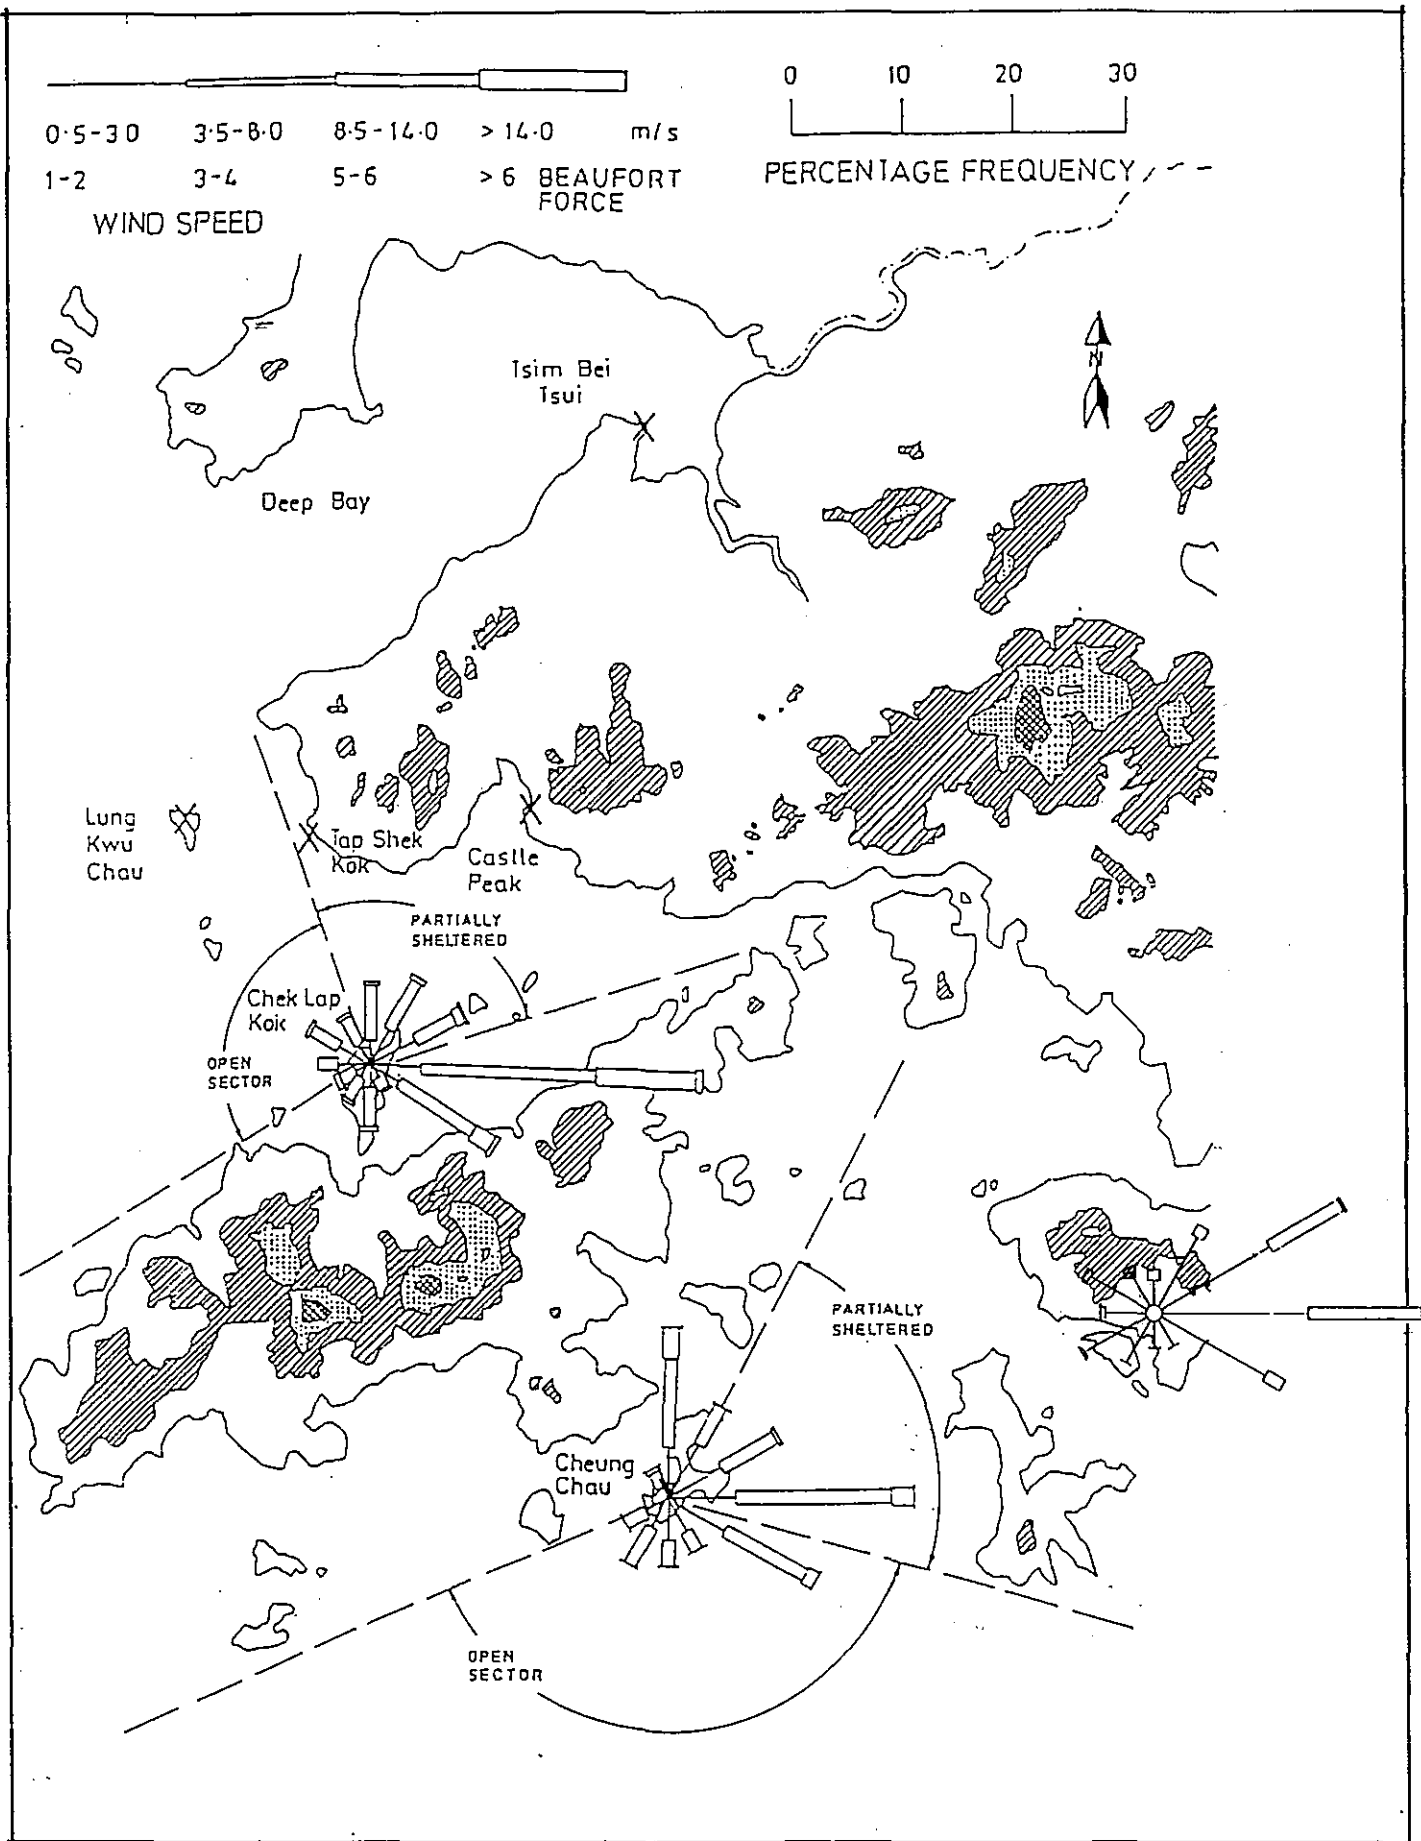 0 10 20 30
0·5-3 0 3·5-8·0 8·5-14·0 > 14·0 m/s
1-2 3-4 5-6 > 6 BEAUFORT
FORCE
PERCENTAGE FREQUENCY
WIND SPEED
N
Tsim Bei
Tsui
Deep Bay
Lung
Kwu
Chau
Tap Shek
Kok
Castle
Peak
PARTIALLY
SHELTERED
Chek Lap
Kok
OPEN
SECTOR
PARTIALLY
SHELTERED
Cheung
Chau
OPEN
SECTOR